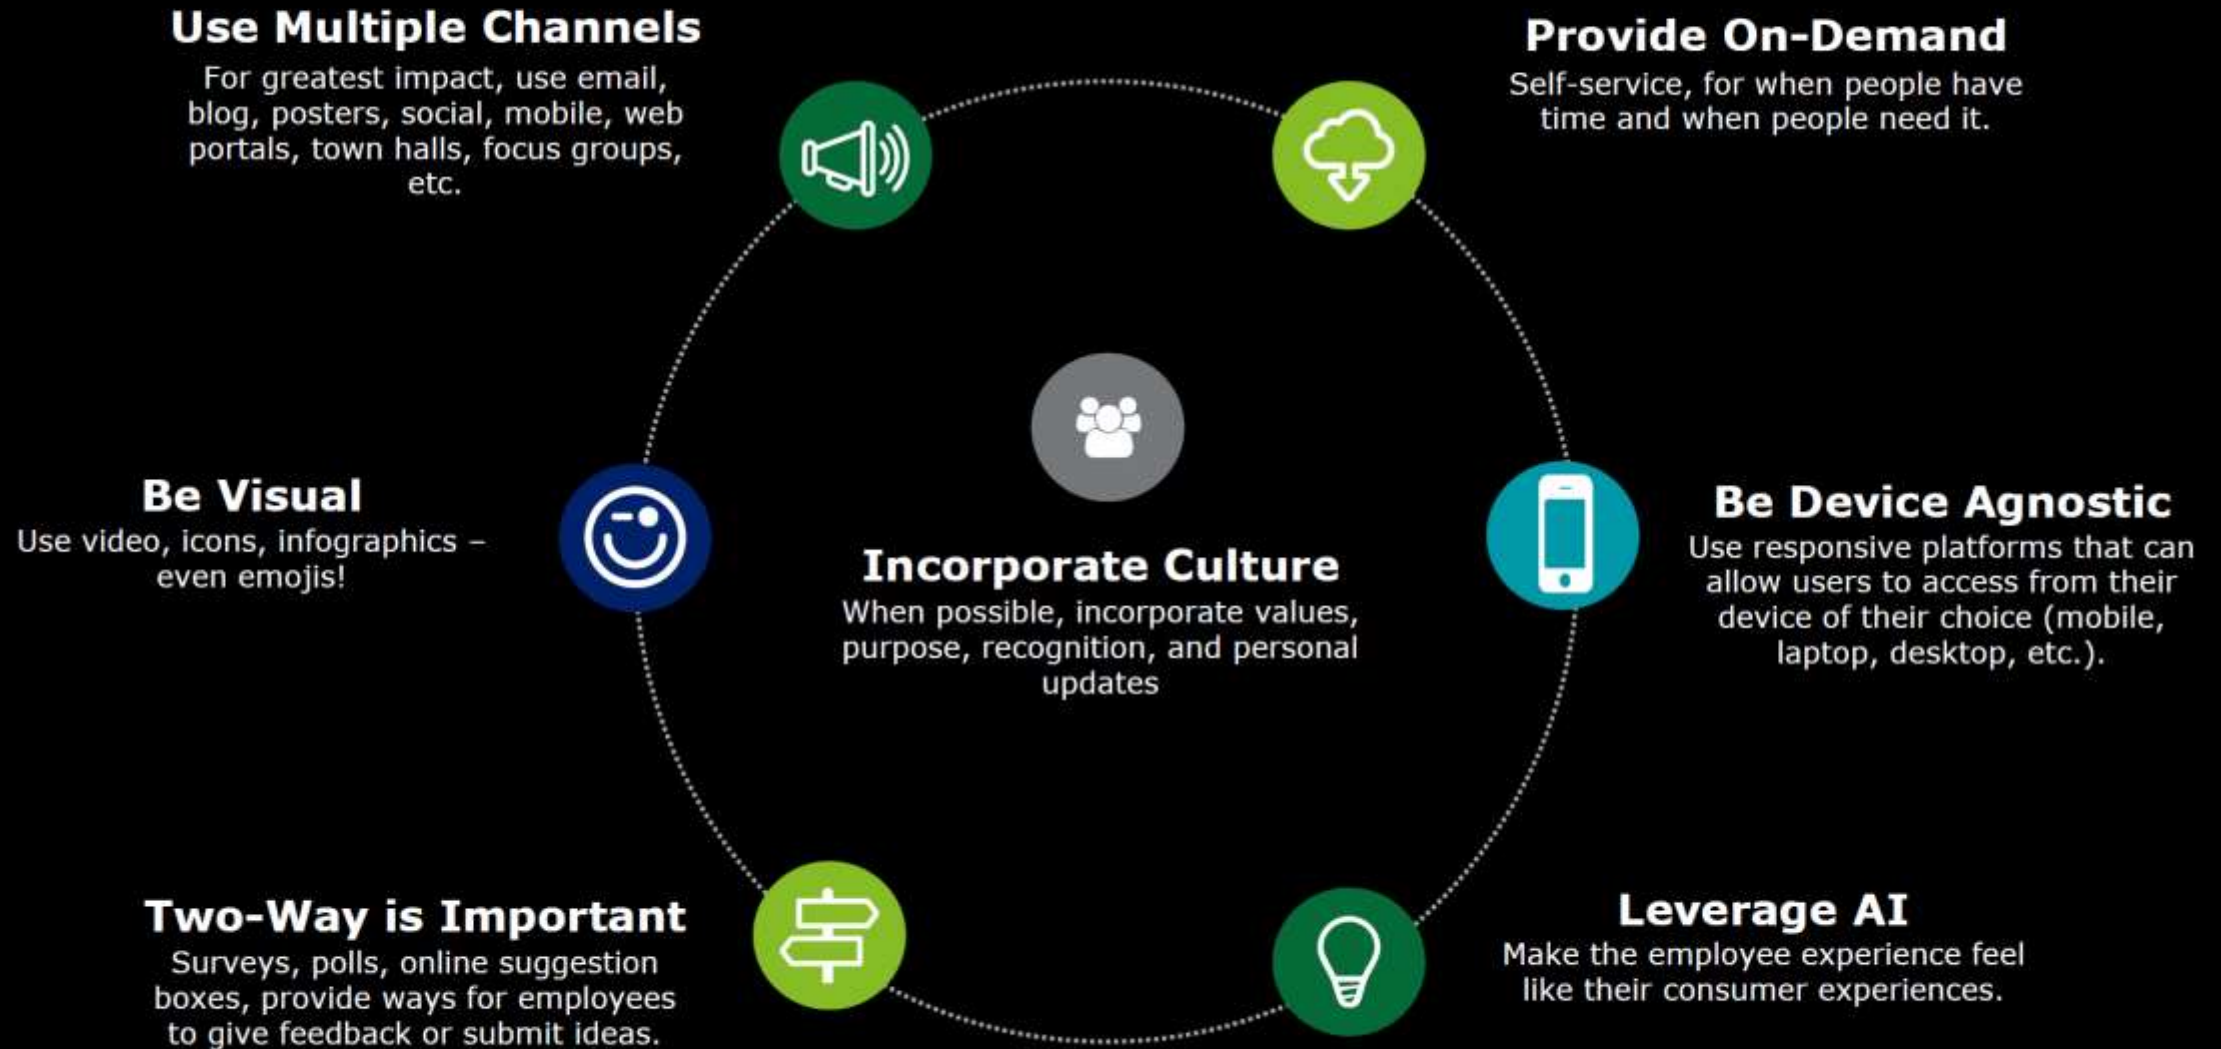 Use Multiple Channels
For greatest impact, use email,
blog, posters, social, mobile, web
portals, town halls, focus groups,
etc.
Provide On-Demand
Self-service, for when people have
time and when people need it.
Be Visual
Use video, icons, infographics –
even emojis!
Incorporate Culture
When possible, incorporate values,
purpose, recognition, and personal
updates
Be Device Agnostic
Use responsive platforms that can
allow users to access from their
device of their choice (mobile,
laptop, desktop, etc.).
Two-Way is Important
Surveys, polls, online suggestion
boxes, provide ways for employees
to give feedback or submit ideas.
Leverage AI
Make the employee experience feel
like their consumer experiences.